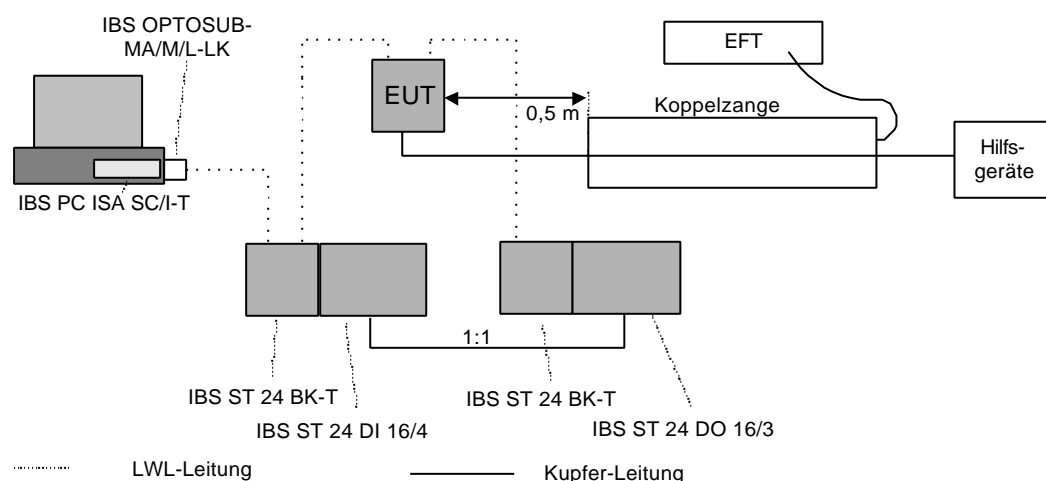 IBS OPTOSUB-
MA/M/L-LK
EFT
EUT
0,5 m
Koppelzange
Hilfs-
geräte
IBS PC ISA SC/I-T
1:1
IBS ST 24 BK-T
IBS ST 24 DI 16/4
IBS ST 24 BK-T
IBS ST 24 DO 16/3
LWL-Leitung
Kupfer-Leitung